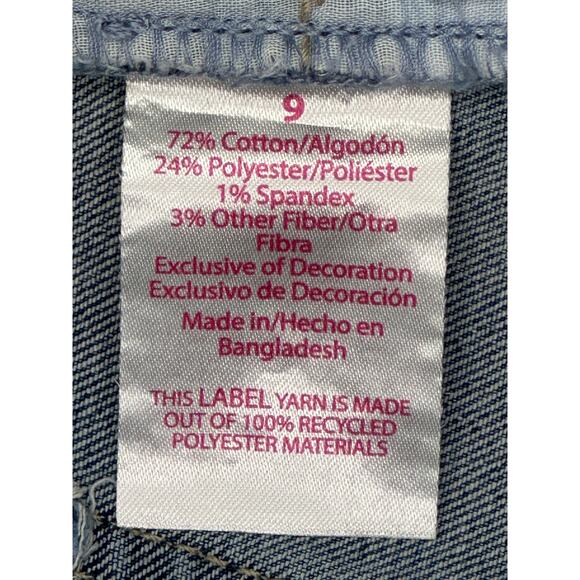 9
72% Cotton/Algodón
24% Polyester/Poliéster
1% Spandex
3% Other Fiber/Otra
Fibra
Exclusive of Decoration
Exclusivo de Decoración
Made in/Hecho en
Bangladesh
THIS LABEL YARN IS MADE
OUT OF 100% RECYCLED
POLYESTER MATERIALS